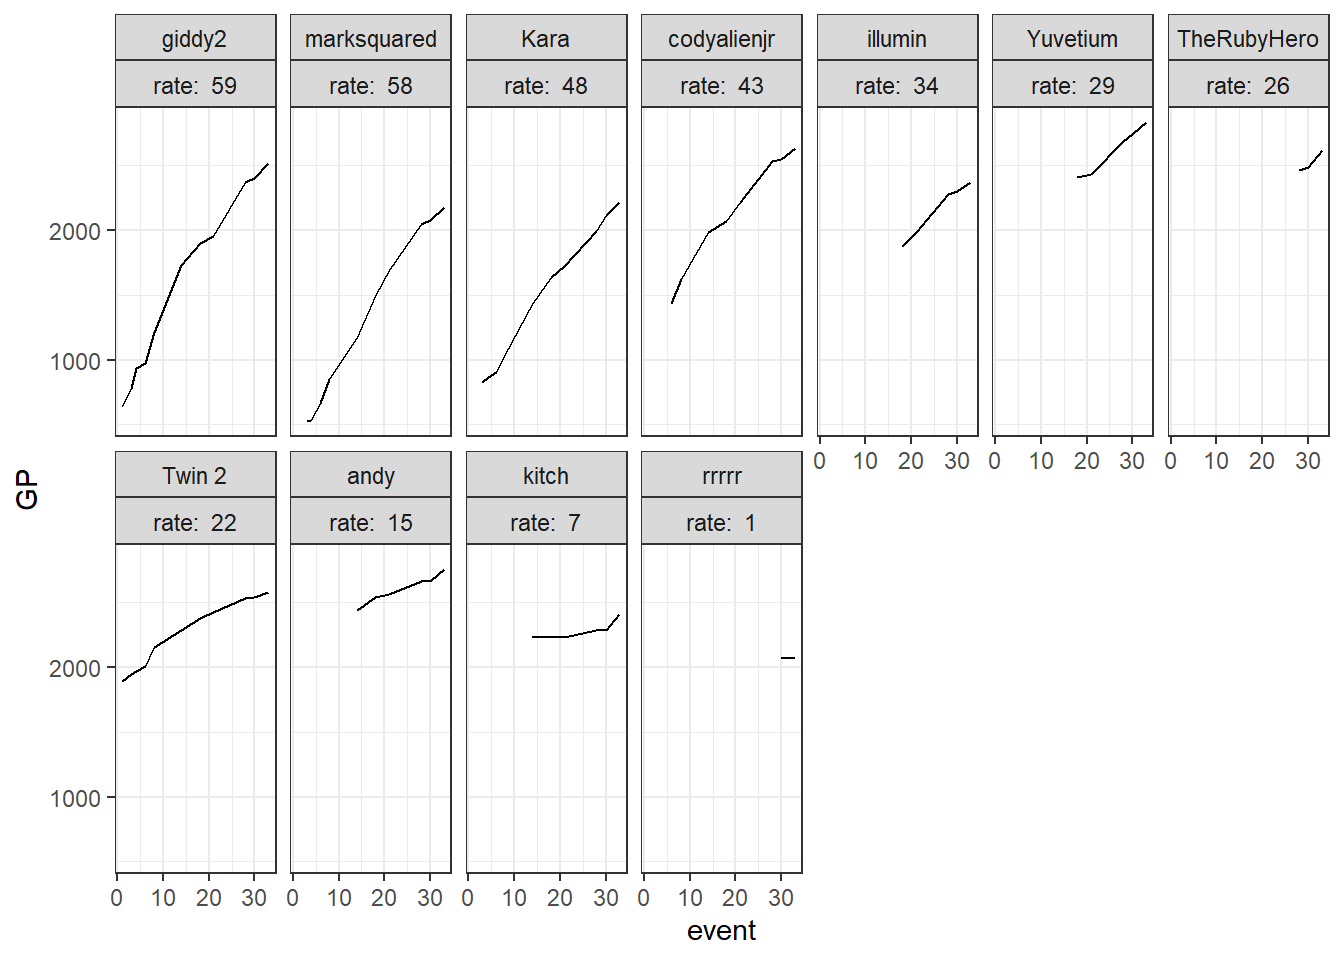 giddy2 marksquared Kara codyalienjr illumin Yuvetium TheRubyHero
rate: 59 rate: 58 rate: 48 rate: 43 rate: 34 rate: 29 rate: 26
2000
1000
0 10 20 30 0 10 20 30 0 10 20 30
Twin 2 andy kitch rrrrr
GP
rate: 22 rate: 15 rate: 7 rate: 1
2000
1000
0 10 20 30 0 10 20 30 0 10 20 30 0 10 20 30
event